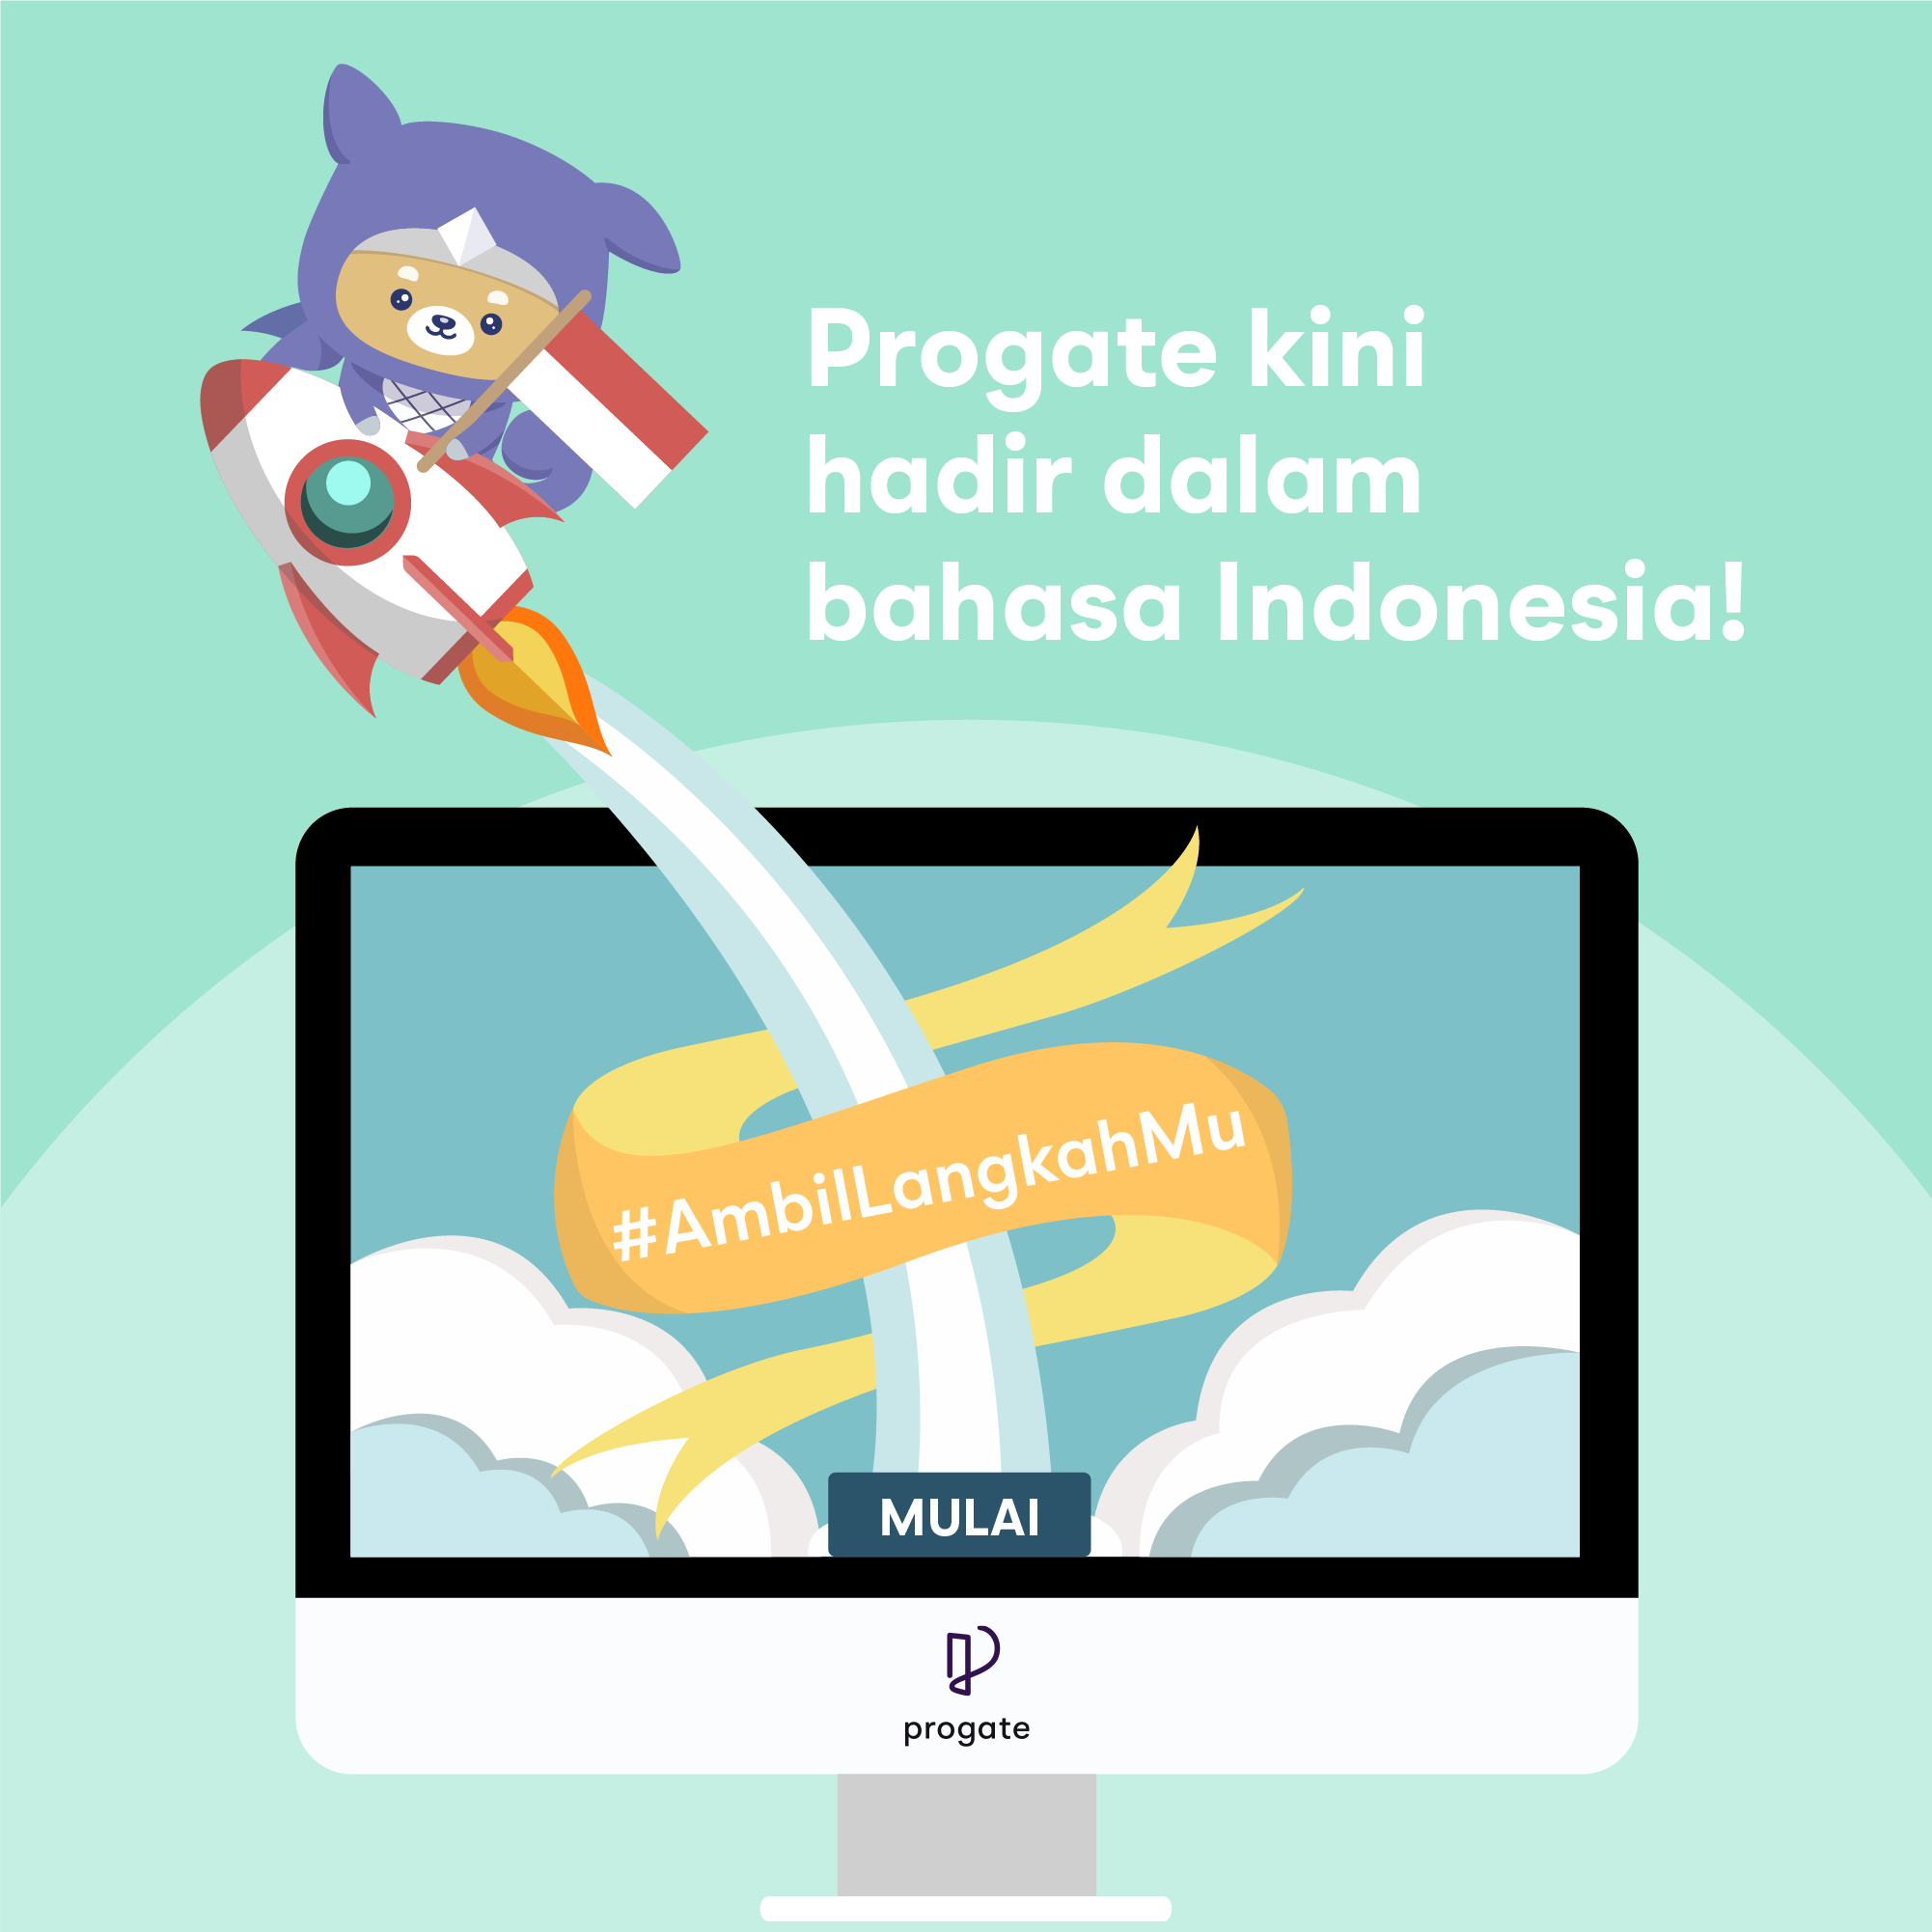 Progate kini
hadir dalam
bahasa Indonesia!
#AmbilLangkahMu
MULAI
progate